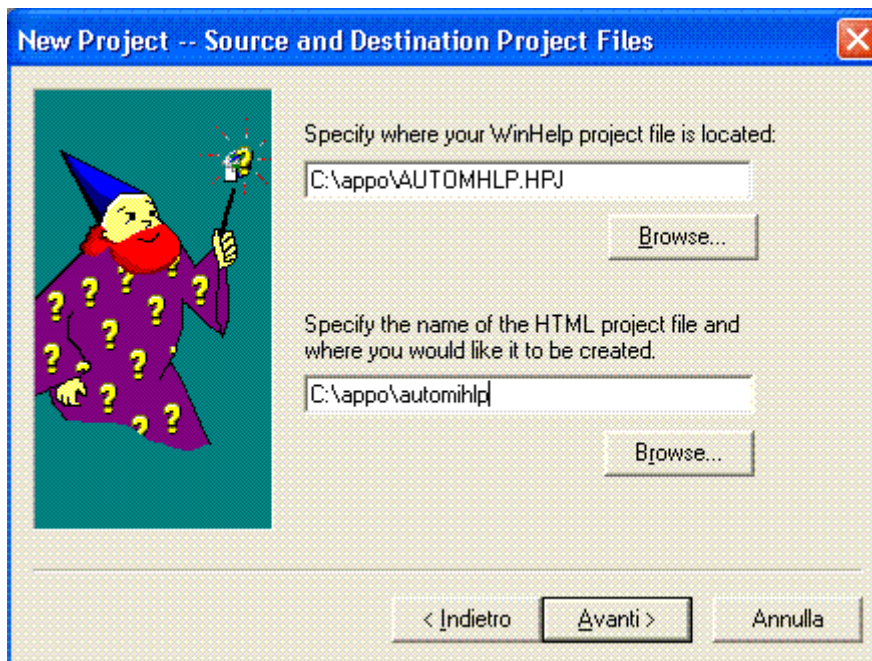 New Project -- Source and Destination Project Files
Specify where your WinHelp project file is located:
C:\appo\AUTOMHLP.HPJ
Browse...
Specify the name of the HTML project file and
where you would like it to be created.
C:\appo\automihlp
Browse...
< Indietro
Avanti >
Annulla